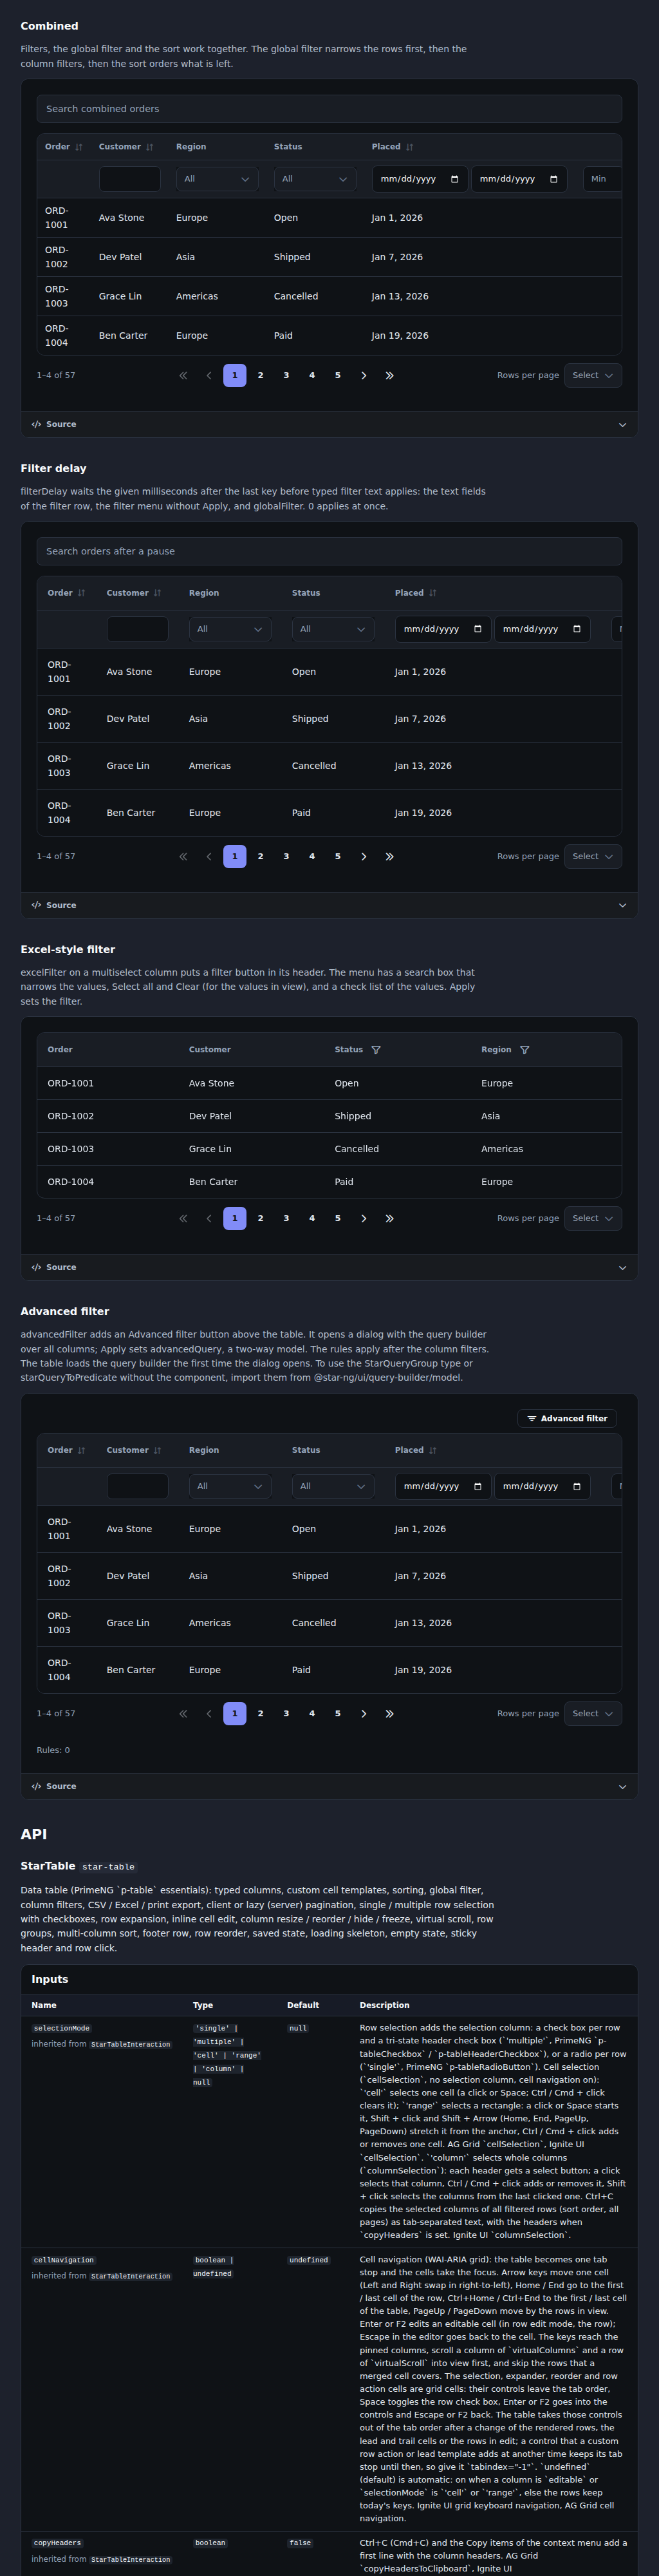 Combined
Filters, the global filter and the sort work together. The global filter narrows the rows first, then the
column filters, then the sort orders what is left.
Search combined orders
Order Customer Region Status Placed
All All mm/dd/yyyy mm/dd/yyyy Min
ORD-
1001 Ava Stone Europe Open Jan 1, 2026
ORD-
1002 Dev Patel Asia Shipped Jan 7, 2026
ORD-
1003 Grace Lin Americas Cancelled Jan 13, 2026
ORD-
1004 Ben Carter Europe Paid Jan 19, 2026
1–4 of 57 1 2 3 4 5 Rows per page Select
Source
Filter delay
filterDelay waits the given milliseconds after the last key before typed filter text applies: the text fields
of the filter row, the filter menu without Apply, and globalFilter. 0 applies at once.
Search orders after a pause
Order Customer Region Status Placed
All All mm/dd/yyyy mm/dd/yyyy
ORD-
1001 Ava Stone Europe Open Jan 1, 2026
ORD-
1002 Dev Patel Asia Shipped Jan 7, 2026
ORD-
1003 Grace Lin Americas Cancelled Jan 13, 2026
ORD-
1004 Ben Carter Europe Paid Jan 19, 2026
1–4 of 57 1 2 3 4 5 Rows per page Select
Source
Excel-style filter
excelFilter on a multiselect column puts a filter button in its header. The menu has a search box that
narrows the values, Select all and Clear (for the values in view), and a check list of the values. Apply
sets the filter.
Order Customer Status Region
ORD-1001 Ava Stone Open Europe
ORD-1002 Dev Patel Shipped Asia
ORD-1003 Grace Lin Cancelled Americas
ORD-1004 Ben Carter Paid Europe
1–4 of 57 1 2 3 4 5 Rows per page Select
Source
Advanced filter
advancedFilter adds an Advanced filter button above the table. It opens a dialog with the query builder
over all columns; Apply sets advancedQuery, a two-way model. The rules apply after the column filters.
The table loads the query builder the first time the dialog opens. To use the StarQueryGroup type or
starQueryToPredicate without the component, import them from @star-ng/ui/query-builder/model.
Advanced filter
Order Customer Region Status Placed
All All mm/dd/yyyy mm/dd/yyyy
ORD-
1001 Ava Stone Europe Open Jan 1, 2026
ORD-
1002 Dev Patel Asia Shipped Jan 7, 2026
ORD-
1003 Grace Lin Americas Cancelled Jan 13, 2026
ORD-
1004 Ben Carter Europe Paid Jan 19, 2026
1–4 of 57 1 2 3 4 5 Rows per page Select
Rules: 0
Source
API
StarTable star-table
Data table (PrimeNG `p-table` essentials): typed columns, custom cell templates, sorting, global filter,
column filters, CSV / Excel / print export, client or lazy (server) pagination, single / multiple row selection
with checkboxes, row expansion, inline cell edit, column resize / reorder / hide / freeze, virtual scroll, row
groups, multi-column sort, footer row, row reorder, saved state, loading skeleton, empty state, sticky
header and row click.
Inputs
Name Type Default Description
selectionMode
inherited from StarTableInteraction
'single' |
'multiple' |
'cell' | 'range'
| 'column' |
null
null
Row selection adds the selection column: a check box per row
and a tri-state header check box (`'multiple'`, PrimeNG `p-
tableCheckbox` / `p-tableHeaderCheckbox`), or a radio per row
(`'single'`, PrimeNG `p-tableRadioButton`). Cell selection
(`cellSelection`, no selection column, cell navigation on):
`'cell'` selects one cell (a click or Space; Ctrl / Cmd + click
clears it); `'range'` selects a rectangle: a click or Space starts
it, Shift + click and Shift + Arrow (Home, End, PageUp,
PageDown) stretch it from the anchor, Ctrl / Cmd + click adds
or removes one cell. AG Grid `cellSelection`, Ignite UI
`cellSelection`. `'column'` selects whole columns
(`columnSelection`): each header gets a select button; a click
selects that column, Ctrl / Cmd + click adds or removes it, Shift
+ click selects the columns from the last clicked one. Ctrl+C
copies the selected columns of all filtered rows (sort order, all
pages) as tab-separated text, with the headers when
`copyHeaders` is set. Ignite UI `columnSelection`.
cellNavigation
inherited from StarTableInteraction
boolean |
undefined
undefined
Cell navigation (WAI-ARIA grid): the table becomes one tab
stop and the cells take the focus. Arrow keys move one cell
(Left and Right swap in right-to-left), Home / End go to the first
/ last cell of the row, Ctrl+Home / Ctrl+End to the first / last cell
of the table, PageUp / PageDown move by the rows in view.
Enter or F2 edits an editable cell (in row edit mode, the row);
Escape in the editor goes back to the cell. The keys reach the
pinned columns, scroll a column of `virtualColumns` and a row
of `virtualScroll` into view first, and skip the rows that a
merged cell covers. The selection, expander, reorder and row
action cells are grid cells: their controls leave the tab order,
Space toggles the row check box, Enter or F2 goes into the
controls and Escape or F2 back. The table takes those controls
out of the tab order after a change of the rendered rows, the
lead and trail cells or the rows in edit; a control that a custom
row action or lead template adds at another time keeps its tab
stop until then, so give it `tabindex="-1"`. `undefined`
(default) is automatic: on when a column is `editable` or
`selectionMode` is `'cell'` or `'range'`, else the rows keep
today's keys. Ignite UI grid keyboard navigation, AG Grid cell
navigation.
copyHeaders
inherited from StarTableInteraction
boolean
false
Ctrl+C (Cmd+C) and the Copy items of the context menu add a
first line with the column headers. AG Grid
`copyHeadersToClipboard`, Ignite UI